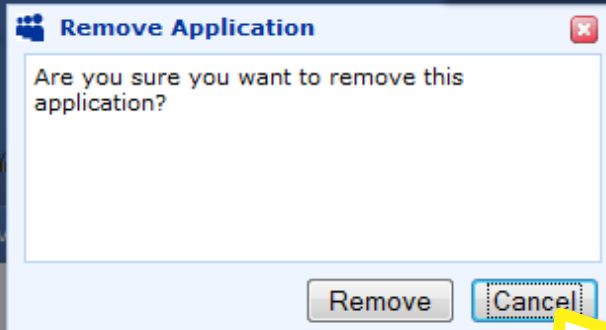 Remove Application
Are you sure you want to remove this
application?
Remove
Cancel